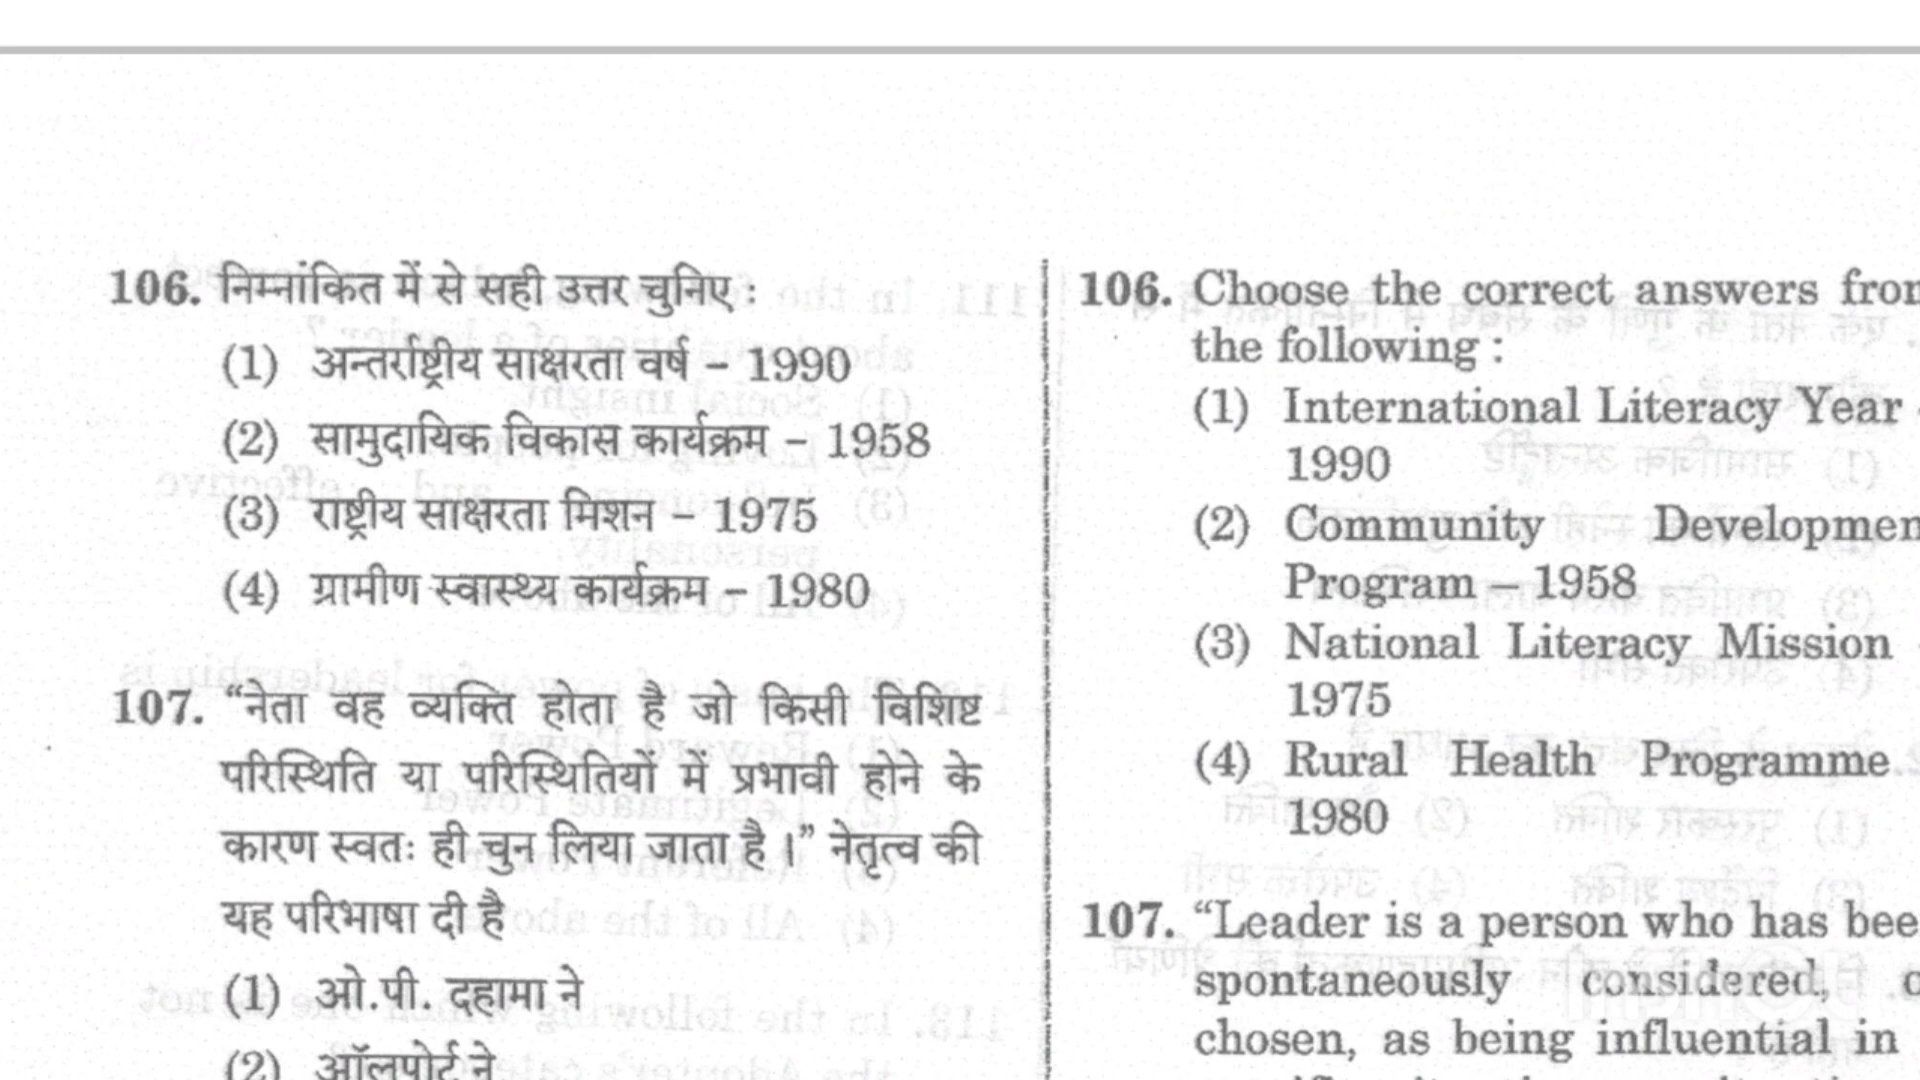 106. निम्नांकित में से सही उत्तर चुनिए :
(1) अन्तर्राष्ट्रीय साक्षरता वर्ष – 1990
(2) सामुदायिक विकास कार्यक्रम – 1958
(3) राष्ट्रीय साक्षरता मिशन – 1975
(4) ग्रामीण स्वास्थ्य कार्यक्रम – 1980
107. “नेता वह व्यक्ति होता है जो किसी विशिष्ट
परिस्थिति या परिस्थितियों में प्रभावी होने के
कारण स्वतः ही चुन लिया जाता है ।” नेतृत्व की
यह परिभाषा दी है
(1) ओ.पी. दहामा ने
(2) ऑलपोर्ट ने
106. Choose the correct answers from
the following :
(1) International Literacy Year
1990
(2) Community Developmen
Program – 1958
(3) National Literacy Mission
1975
(4) Rural Health Programme
1980
107. “Leader is a person who has bee
spontaneously considered,
chosen, as being influential in